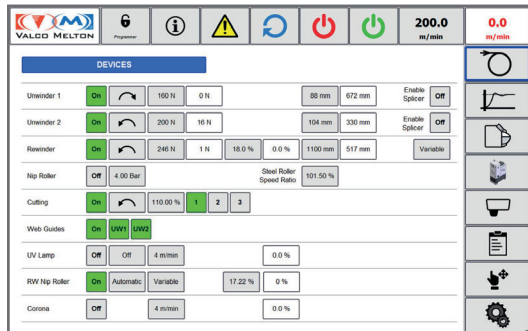 VALCO MELTON
Programmer
200.0
m/min
0.0
m/min
DEVICES
Unwinder 1 On 160 N 0 N 88 mm 672 mm Enable Splicer Off
Unwinder 2 On 200 N 16 N 104 mm 330 mm Enable Splicer Off
Rewinder On 246 N 1 N 18.0 % 0.0 % 1100 mm 517 mm Variable
Nip Roller Off 4.00 Bar Steel Roller Speed Ratio 101.50 %
Cutting On 110.00 % 1 2 3
Web Guides On UW1 UW2
UV Lamp Off Off 4 m/min 0.0 %
RW Nip Roller On Automatic Variable 17.22 % 0 %
Corona Off 4 m/min 0.0 %